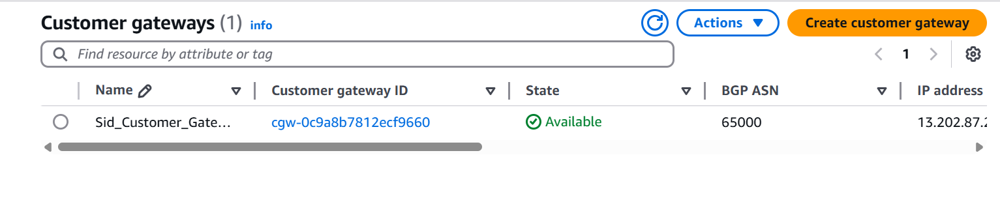 Customer gateways (1) info
Actions
Create customer gateway
Find resource by attribute or tag
1
Name Customer gateway ID State BGP ASN IP address
Sid_Customer_Gate... cgw-0c9a8b7812ecf9660 Available 65000 13.202.87.2